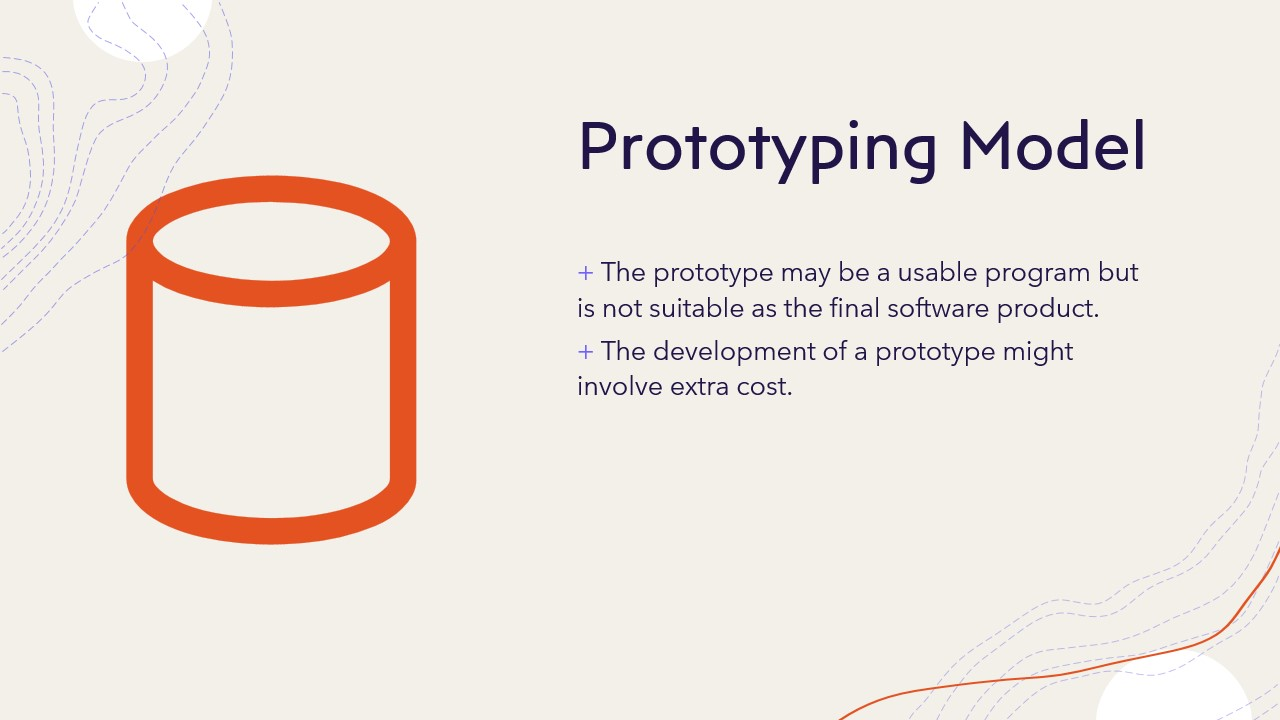 Prototyping Model
+ The prototype may be a usable program but
is not suitable as the final software product.
+ The development of a prototype might
involve extra cost.